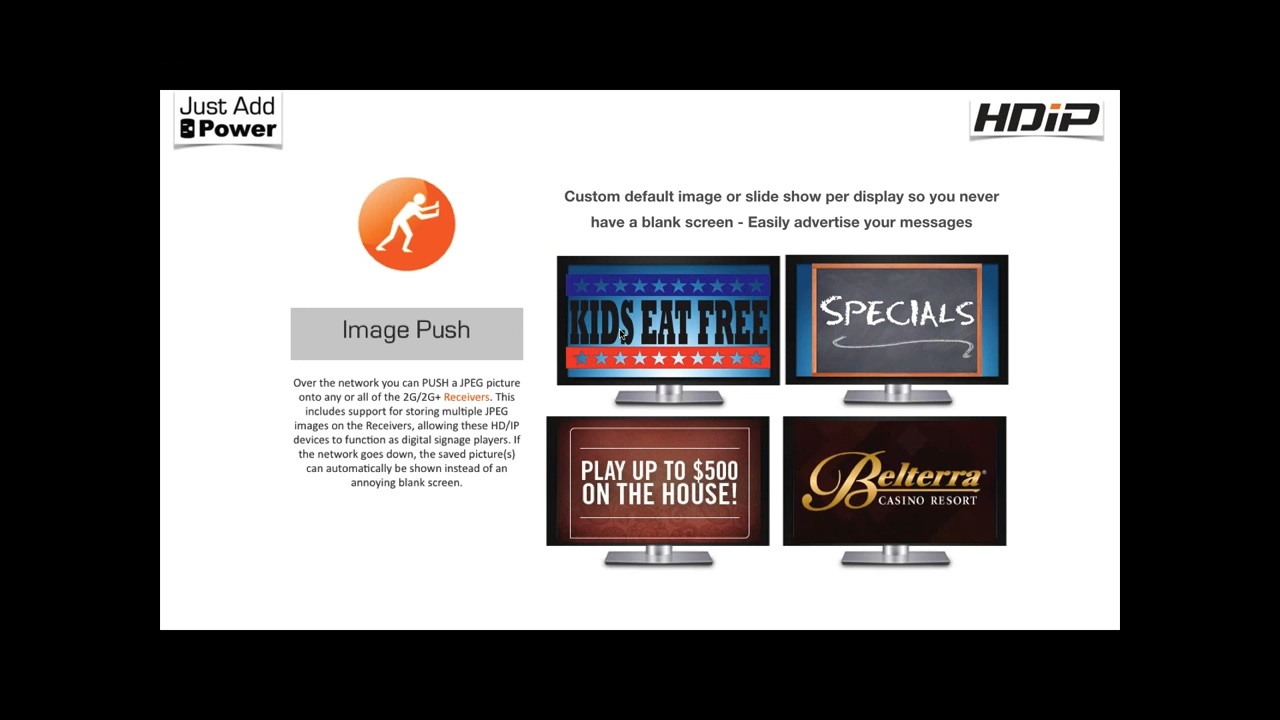 Just Add
Power
HDiP
Custom default image or slide show per display so you never
have a blank screen - Easily advertise your messages
Image Push
Over the network you can PUSH a JPEG picture
onto any or all of the 2G/2G+ Receivers. This
includes support for storing multiple JPEG
images on the Receivers, allowing these HD/IP
devices to function as digital signage players. If
the network goes down, the saved picture(s)
can automatically be shown instead of an
annoying blank screen.
KIDS EAT FREE
SPECIALS
PLAY UP TO $500
ON THE HOUSE!
Belterra®
CASINO RESORT